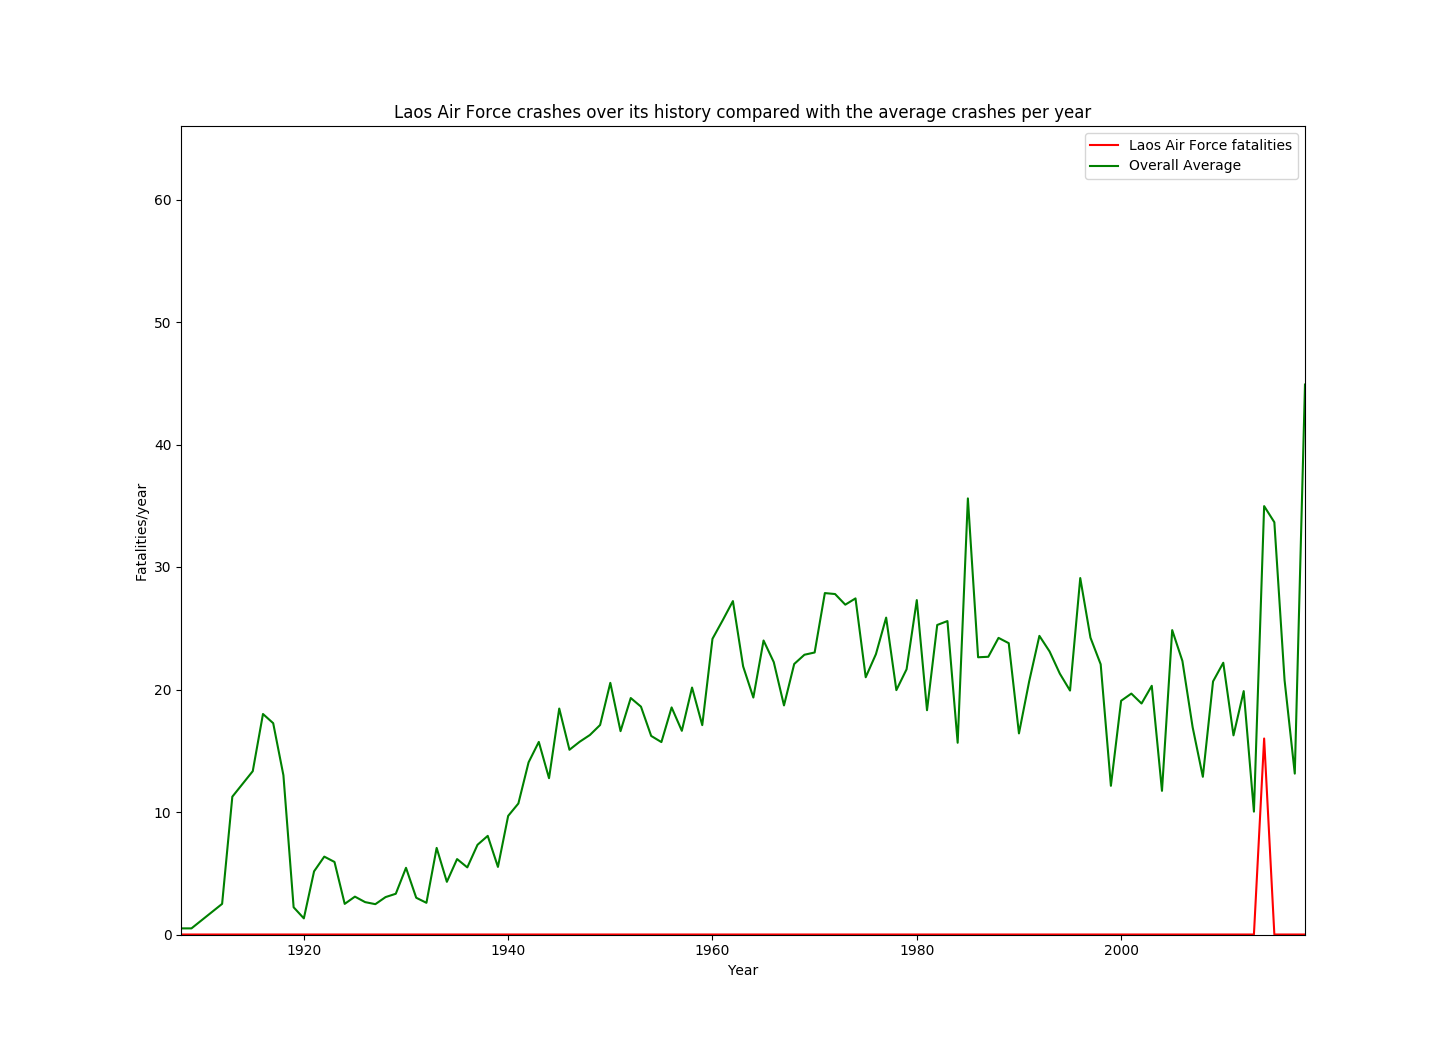 Laos Air Force crashes over its history compared with the average crashes per year
Laos Air Force fatalities
Overall Average
60
50
40
30
20
10
0
Fatalities/year
1920 1940 1960 1980 2000
Year